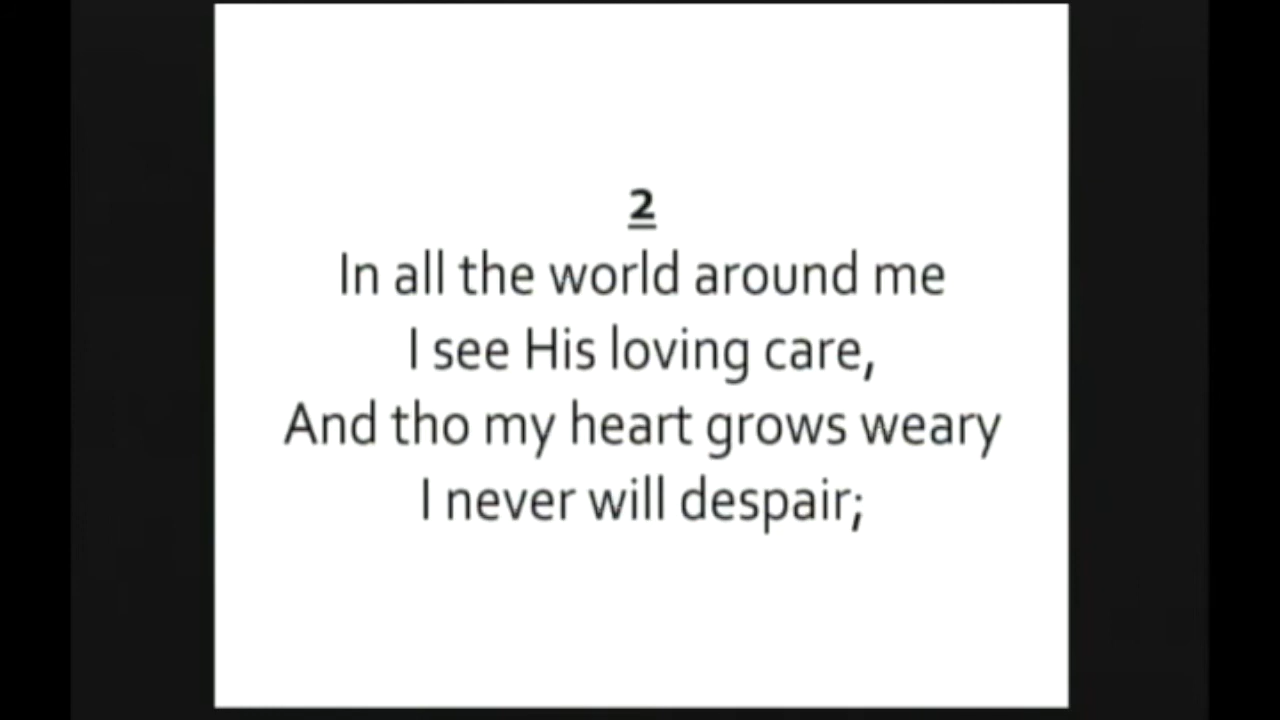 2
In all the world around me
I see His loving care,
And tho my heart grows weary
I never will despair;